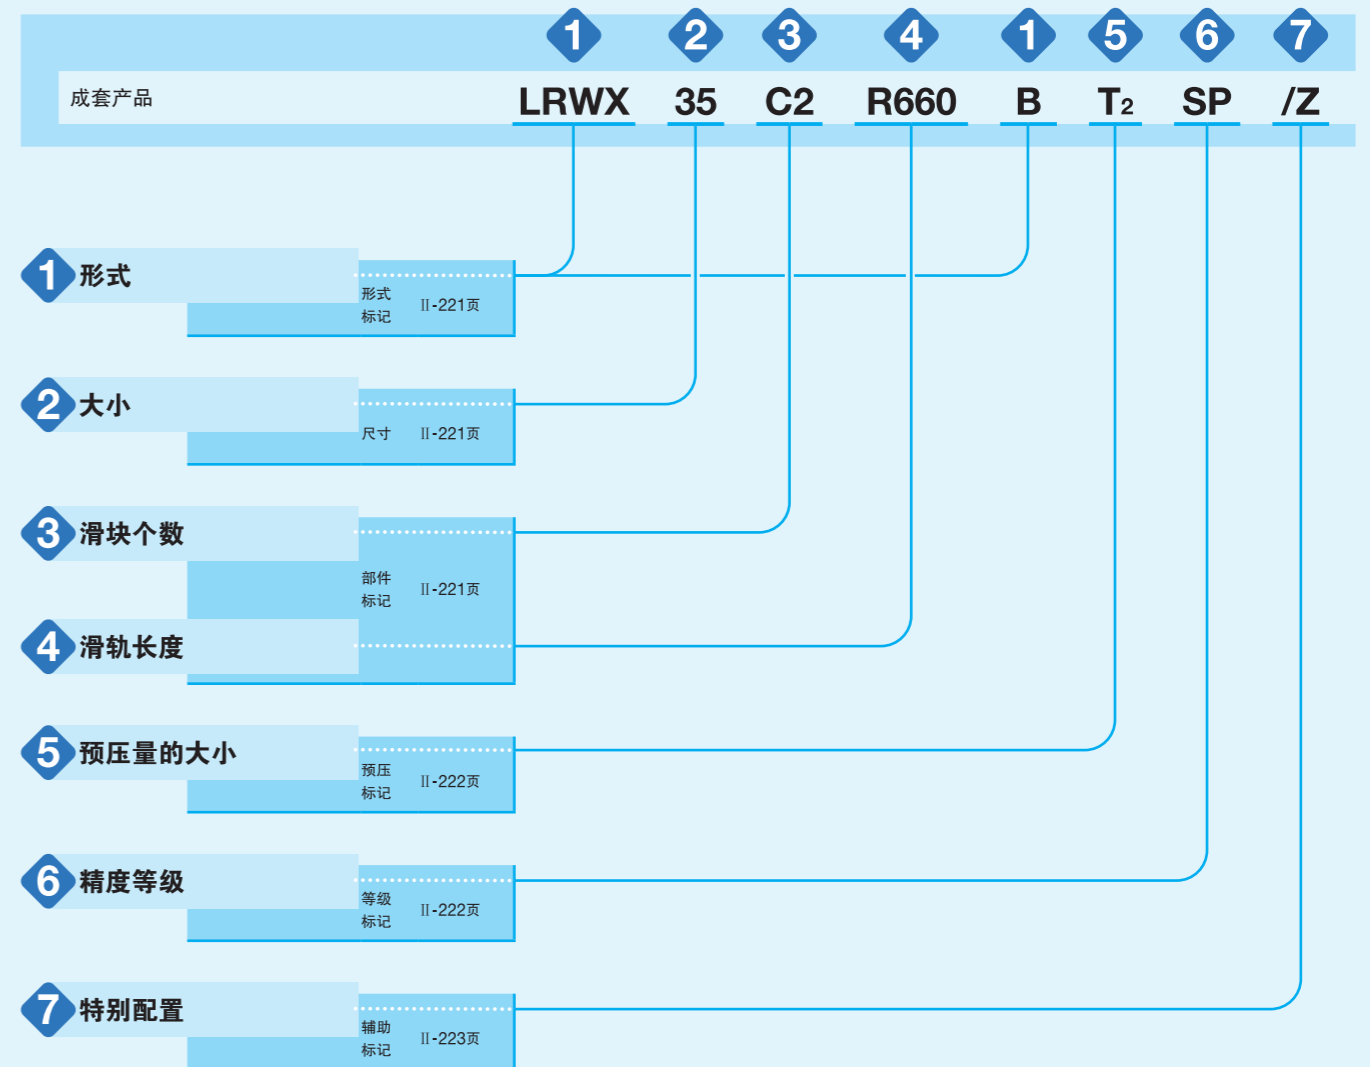 1 2 3 4 1 5 6 7
成套产品 LRWX 35 C2 R660 B T2 SP /Z
1 形式
形式
标记 Ⅱ-221页
2 大小
尺寸 Ⅱ-221页
3 滑块个数
部件
标记 Ⅱ-221页
4 滑轨长度
5 预压量的大小
预压
标记 Ⅱ-222页
6 精度等级
等级
标记 Ⅱ-222页
7 特别配置
辅助
标记 Ⅱ-223页